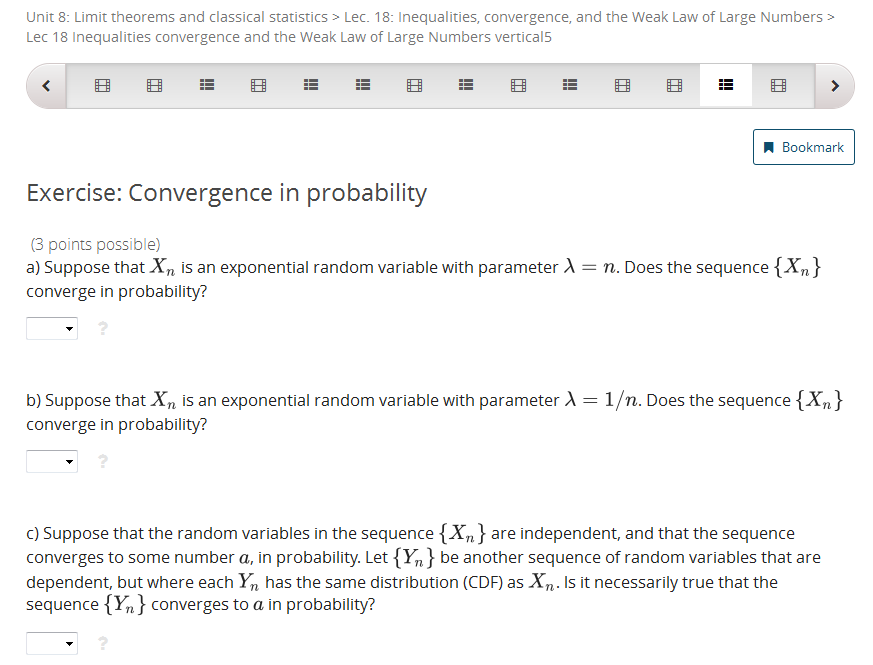 Unit 8: Limit theorems and classical statistics > Lec. 18: Inequalities, convergence, and the Weak Law of Large Numbers >
Lec 18 Inequalities convergence and the Weak Law of Large Numbers vertical5
Bookmark
Exercise: Convergence in probability
(3 points possible)
a) Suppose that Xₙ is an exponential random variable with parameter λ = n. Does the sequence {Xₙ}
converge in probability?
?
b) Suppose that Xₙ is an exponential random variable with parameter λ = 1/n. Does the sequence {Xₙ}
converge in probability?
?
c) Suppose that the random variables in the sequence {Xₙ} are independent, and that the sequence
converges to some number a, in probability. Let {Yₙ} be another sequence of random variables that are
dependent, but where each Yₙ has the same distribution (CDF) as Xₙ. Is it necessarily true that the
sequence {Yₙ} converges to a in probability?
?